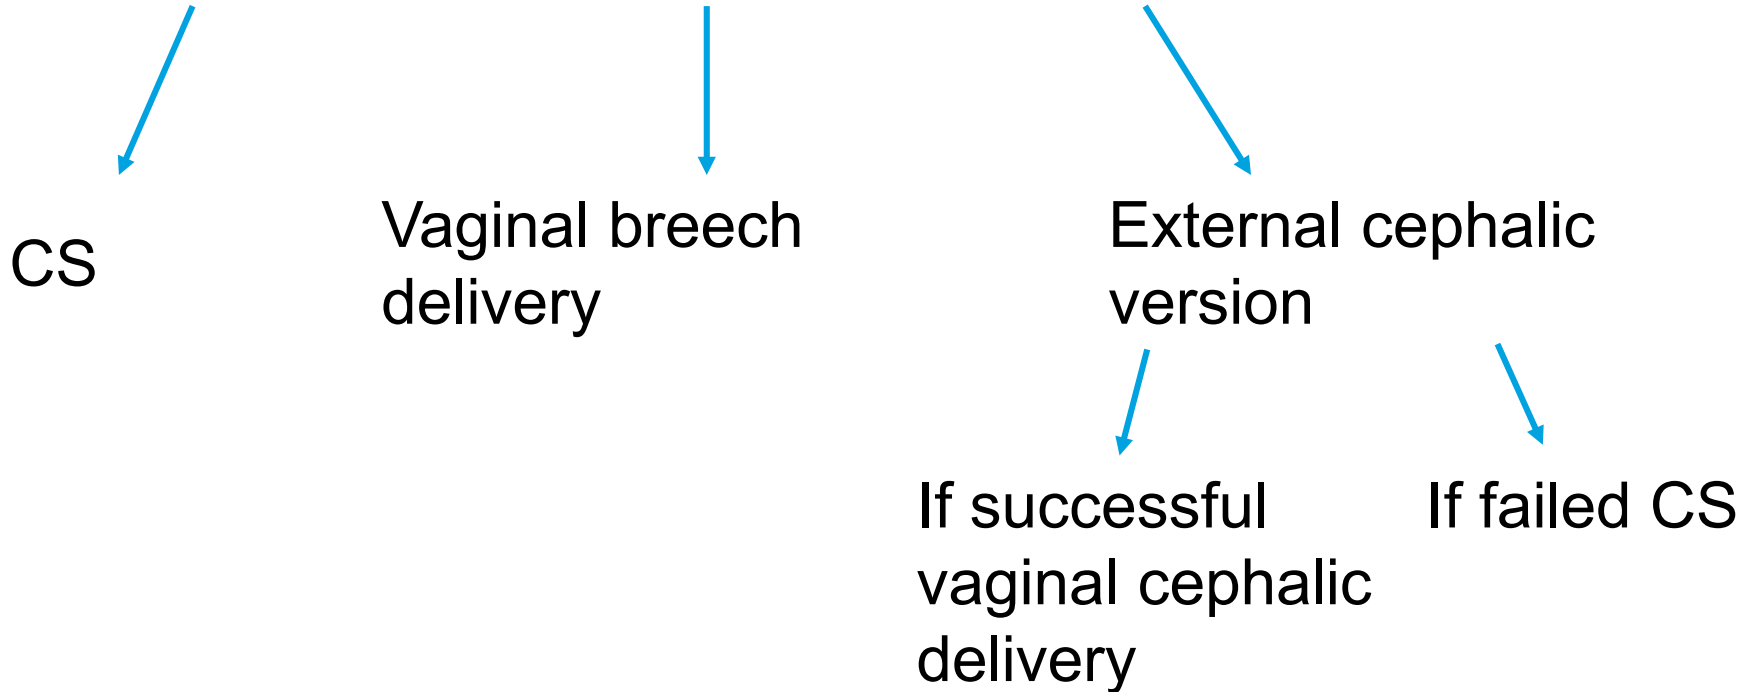 CS
Vaginal breech
delivery
External cephalic
version
If successful
vaginal cephalic
delivery
If failed CS